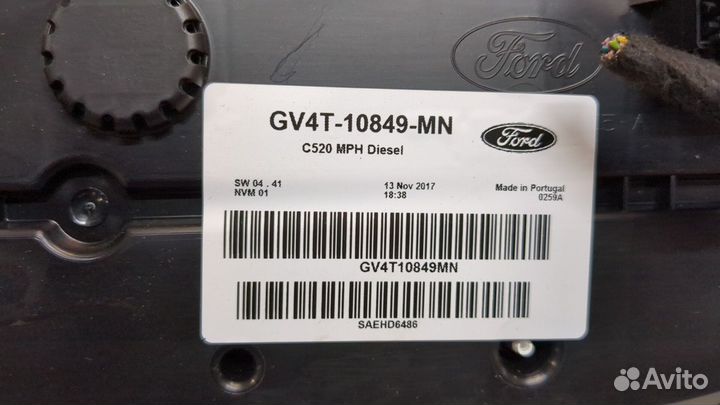 Ford
GV4T-10849-MN
C520 MPH Diesel
Ford
SW 04 . 41
NVM 01
13 Nov 2017
18:38
Made in Portugal
0259A
GV4T10849MN
SAEHD6486
Avito